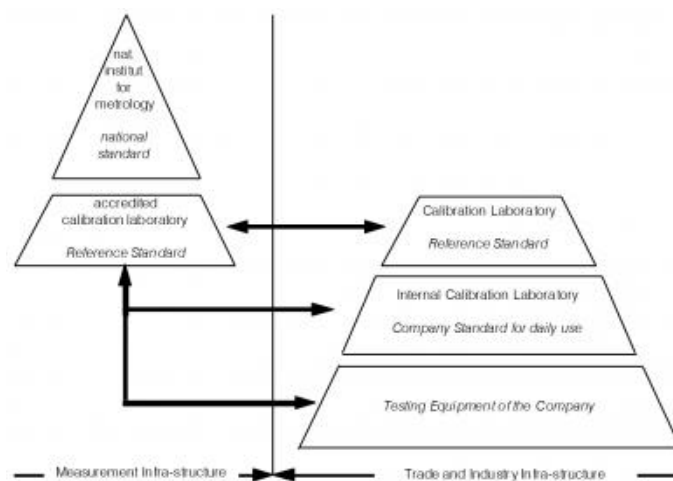 nat.
institut
for
metrology
national
standard
accredited
calibration laboratory
Reference Standard
Calibration Laboratory
Reference Standard
Internal Calibration Laboratory
Company Standard for daily use
Testing Equipment of the Company
Measurement Infra-structure
Trade and Industry Infra-structure